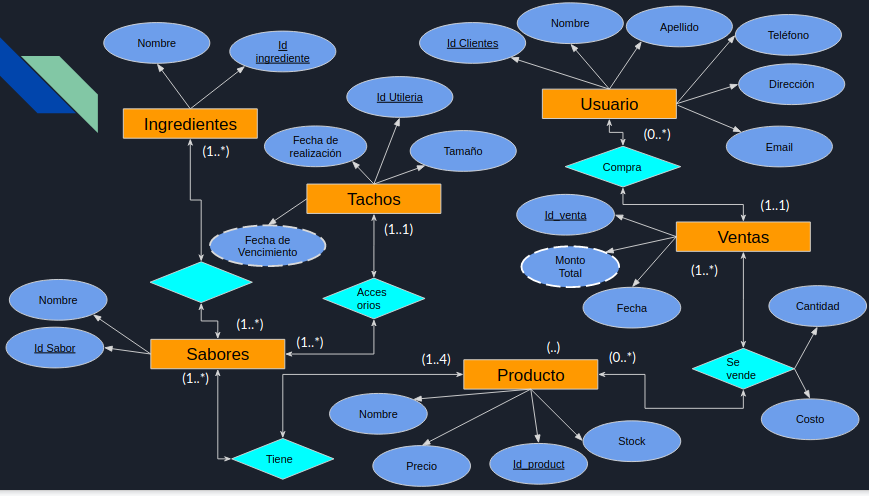 Nombre
Id
ingrediente
Ingredientes
(1..*)
Id Utileria
Fecha de
realización
Tamaño
Tachos
(1..1)
Fecha de
Vencimiento
Acces
orios
Id Clientes
Nombre
Apellido
Teléfono
Dirección
Email
Usuario
(0..*)
Compra
(1..1)
Id_venta
Monto
Total
Fecha
Ventas
(1..*)
Cantidad
Se
vende
Costo
Nombre
Id Sabor
(1..*)
Sabores
(1..*)
(1..*)
(1..4)
(..)
(0..*)
Producto
Nombre
Precio
Id_product
Stock
Tiene